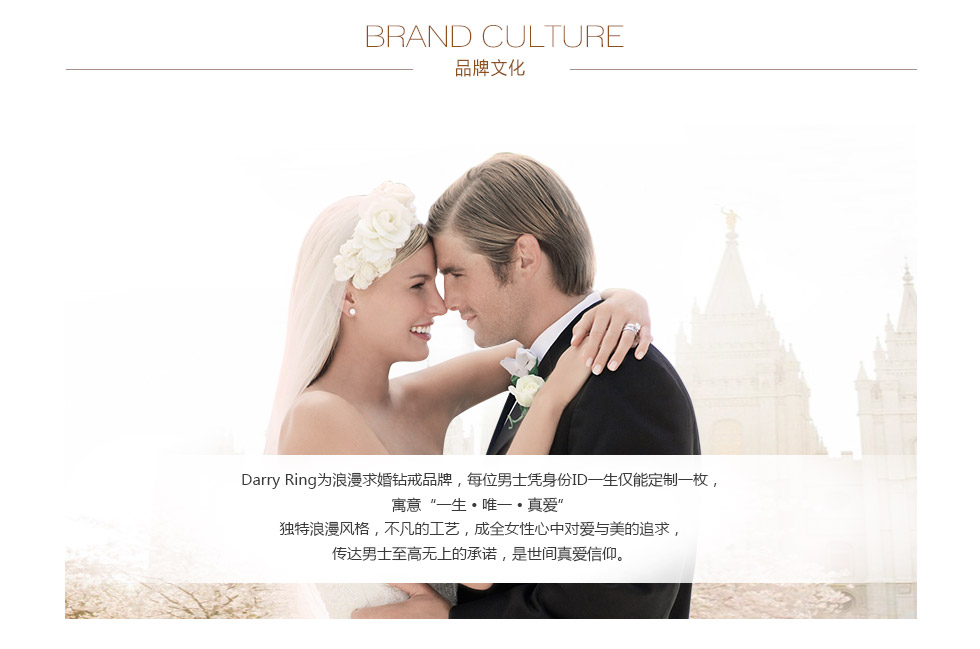 BRAND CULTURE
品牌文化
Darry Ring为浪漫求婚钻戒品牌，每位男士凭身份ID一生仅能定制一枚，
寓意“一生 • 唯一 • 真爱”
独特浪漫风格，不凡的工艺，成全女性心中对爱与美的追求，
传达男士至高无上的承诺，是世间真爱信仰。